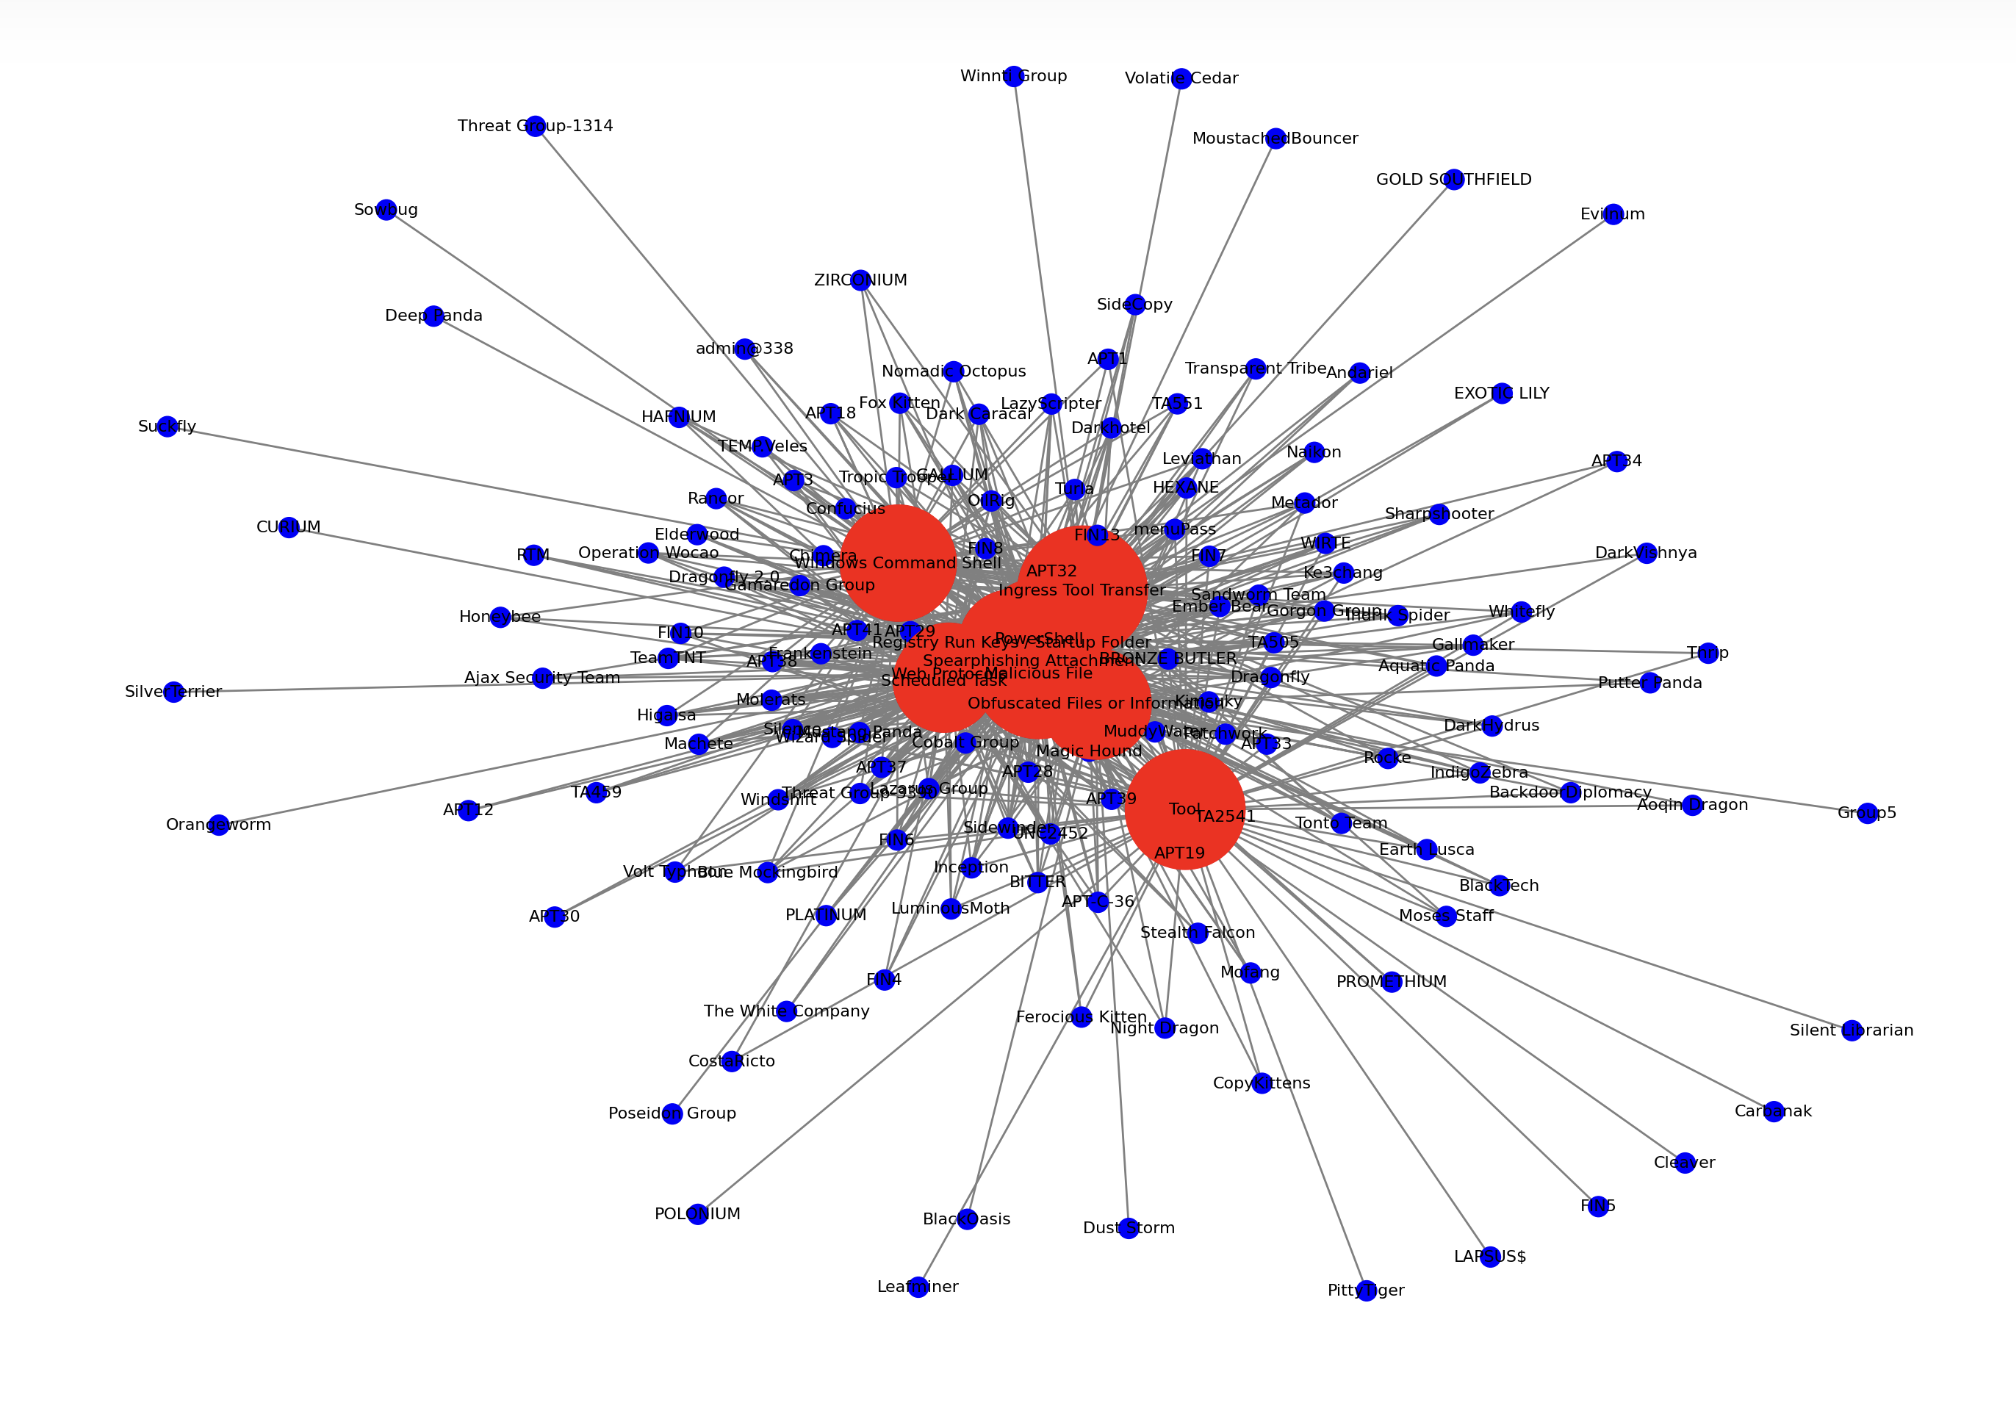 Winnti Group
Volatile Cedar
Threat Group-1314
MoustachedBouncer
GOLD SOUTHFIELD
Sowbug
Evilnum
ZIRCONIUM
SideCopy
Deep Panda
admin@338
APT1
Nomadic Octopus
Transparent Tribe
Andariel
EXOTIC LILY
Fox Kitten
LazyScripter
TA551
HAFNIUM
APT18
Dark Caracal
Suckfly
Darkhotel
TEMP.Veles
Naikon
Leviathan
APT34
Tropic Trooper
GALLIUM
APT3
HEXANE
Turla
Rancor
OilRig
Metador
Confucius
Sharpshooter
CURIUM
menuPass
Elderwood
FIN13
WIRTE
FIN8
RTM
Operation Wocao
Chimera
FIN7
DarkVishnya
Windows Command Shell
APT32
Ke3chang
Dragonfly 2.0
Gamaredon Group
Ingress Tool Transfer
Sandworm Team
Ember Bear
Gorgon Group
Indrik Spider
Whitefly
Honeybee
APT41
APT29
FIN10
PowerShell
Registry Run Keys / Startup Folder
TA505
Gallmaker
Frankenstein
Thrip
TeamTNT
APT38
Spearphishing Attachment
BRONZE BUTLER
Aquatic Panda
Web Protocols
Malicious File
Ajax Security Team
Scheduled Task
Dragonfly
Putter Panda
SilverTerrier
Molerats
Obfuscated Files or Information
Kimsuky
Higaisa
DarkHydrus
Silence
Mustang Panda
MuddyWater
Patchwork
Wizard Spider
Machete
Cobalt Group
APT33
Magic Hound
Rocke
APT37
APT28
IndigoZebra
TA459
Threat Group-3390
Lazarus Group
BackdoorDiplomacy
Windshift
APT39
Aoqin Dragon
APT12
Tool
TA2541
Group5
Orangeworm
Sidewinder
UNC2452
Tonto Team
FIN6
APT19
Earth Lusca
Inception
Volt Typhoon
Blue Mockingbird
BITTER
BlackTech
APT-C-36
LuminousMoth
APT30
PLATINUM
Moses Staff
Stealth Falcon
Mofang
FIN4
PROMETHIUM
The White Company
Ferocious Kitten
Night Dragon
Silent Librarian
CostaRicto
CopyKittens
Poseidon Group
Carbanak
Cleaver
FIN5
POLONIUM
BlackOasis
Dust Storm
LAPSUS$
Leafminer
PittyTiger